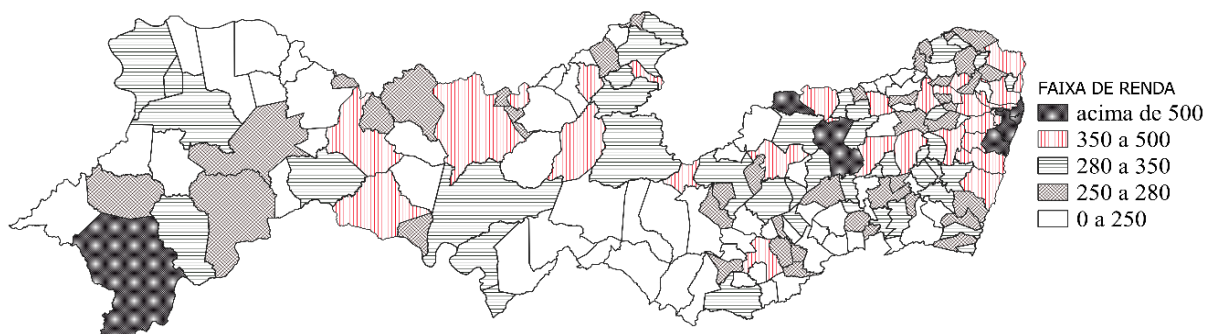 FAIXA DE RENDA
acima de 500
350 a 500
280 a 350
250 a 280
0 a 250